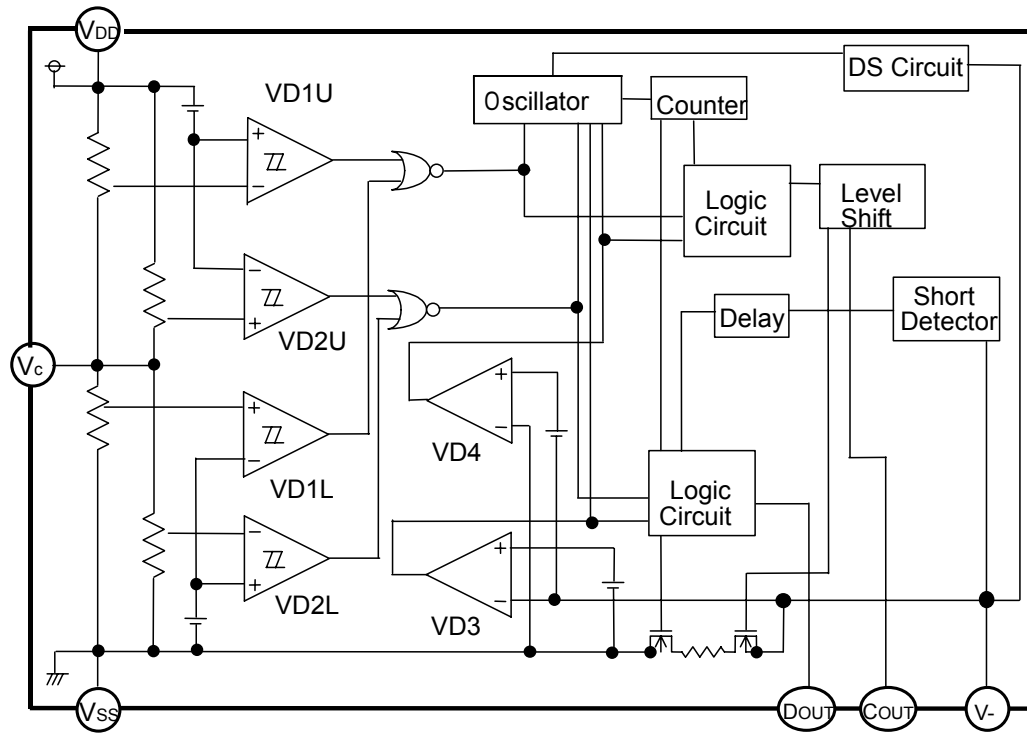 VDD
DS Circuit
VD1U
Oscillator
Counter
+
−
Logic
Circuit
Level
Shift
−
+
VD2U
Delay
Short
Detector
Vc
+
−
VD4
+
−
VD1L
Logic
Circuit
−
+
VD2L
+
−
VD3
VSS
DOUT
COUT
V-